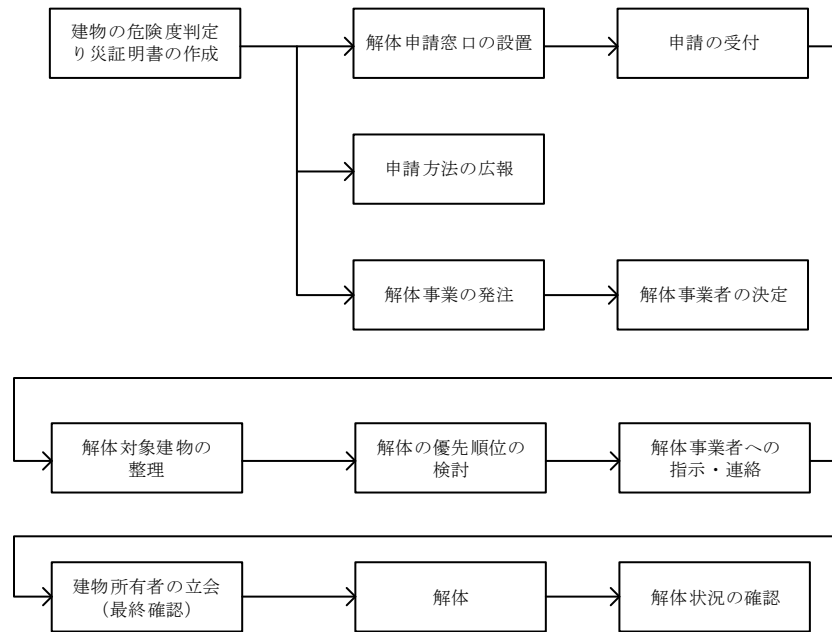 建物の危険度判定
り災証明書の作成
解体申請窓口の設置
申請の受付
申請方法の広報
解体事業の発注
解体事業者の決定
解体対象建物の
整理
解体の優先順位の
検討
解体事業者への
指示・連絡
建物所有者の立会
(最終確認)
解体
解体状況の確認